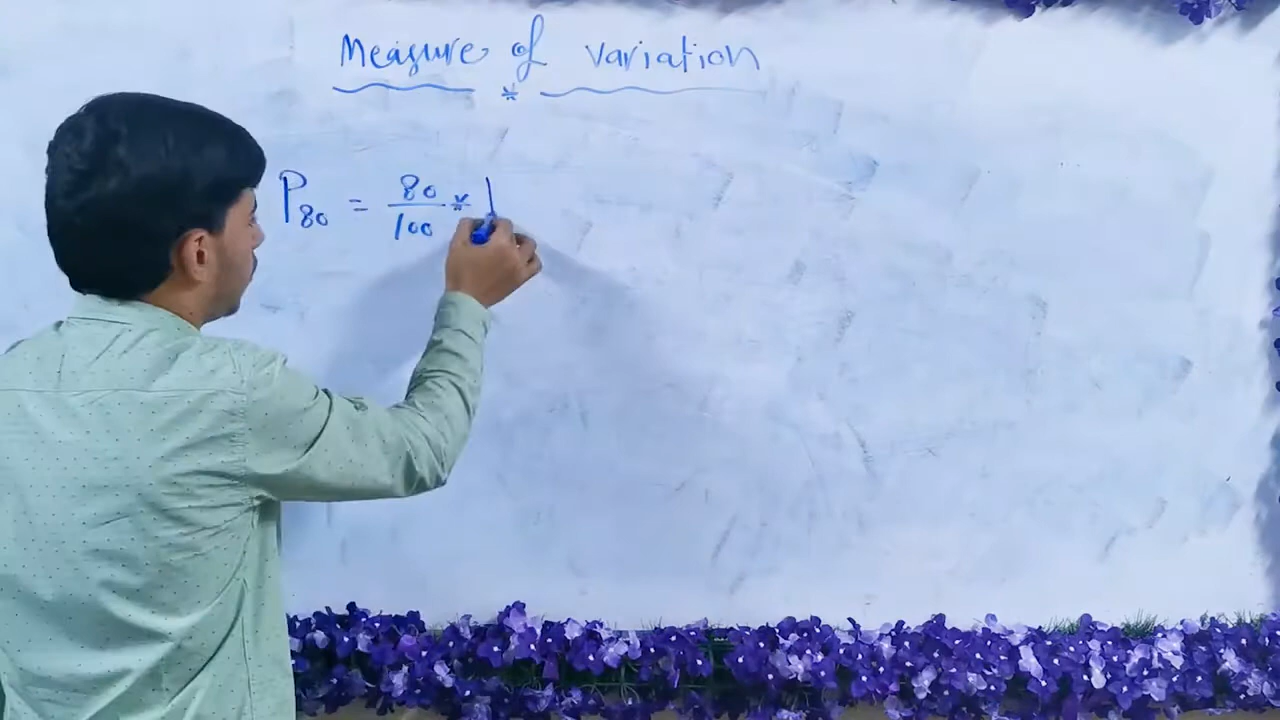 Measure of variation
*
P80 = 80/100 *